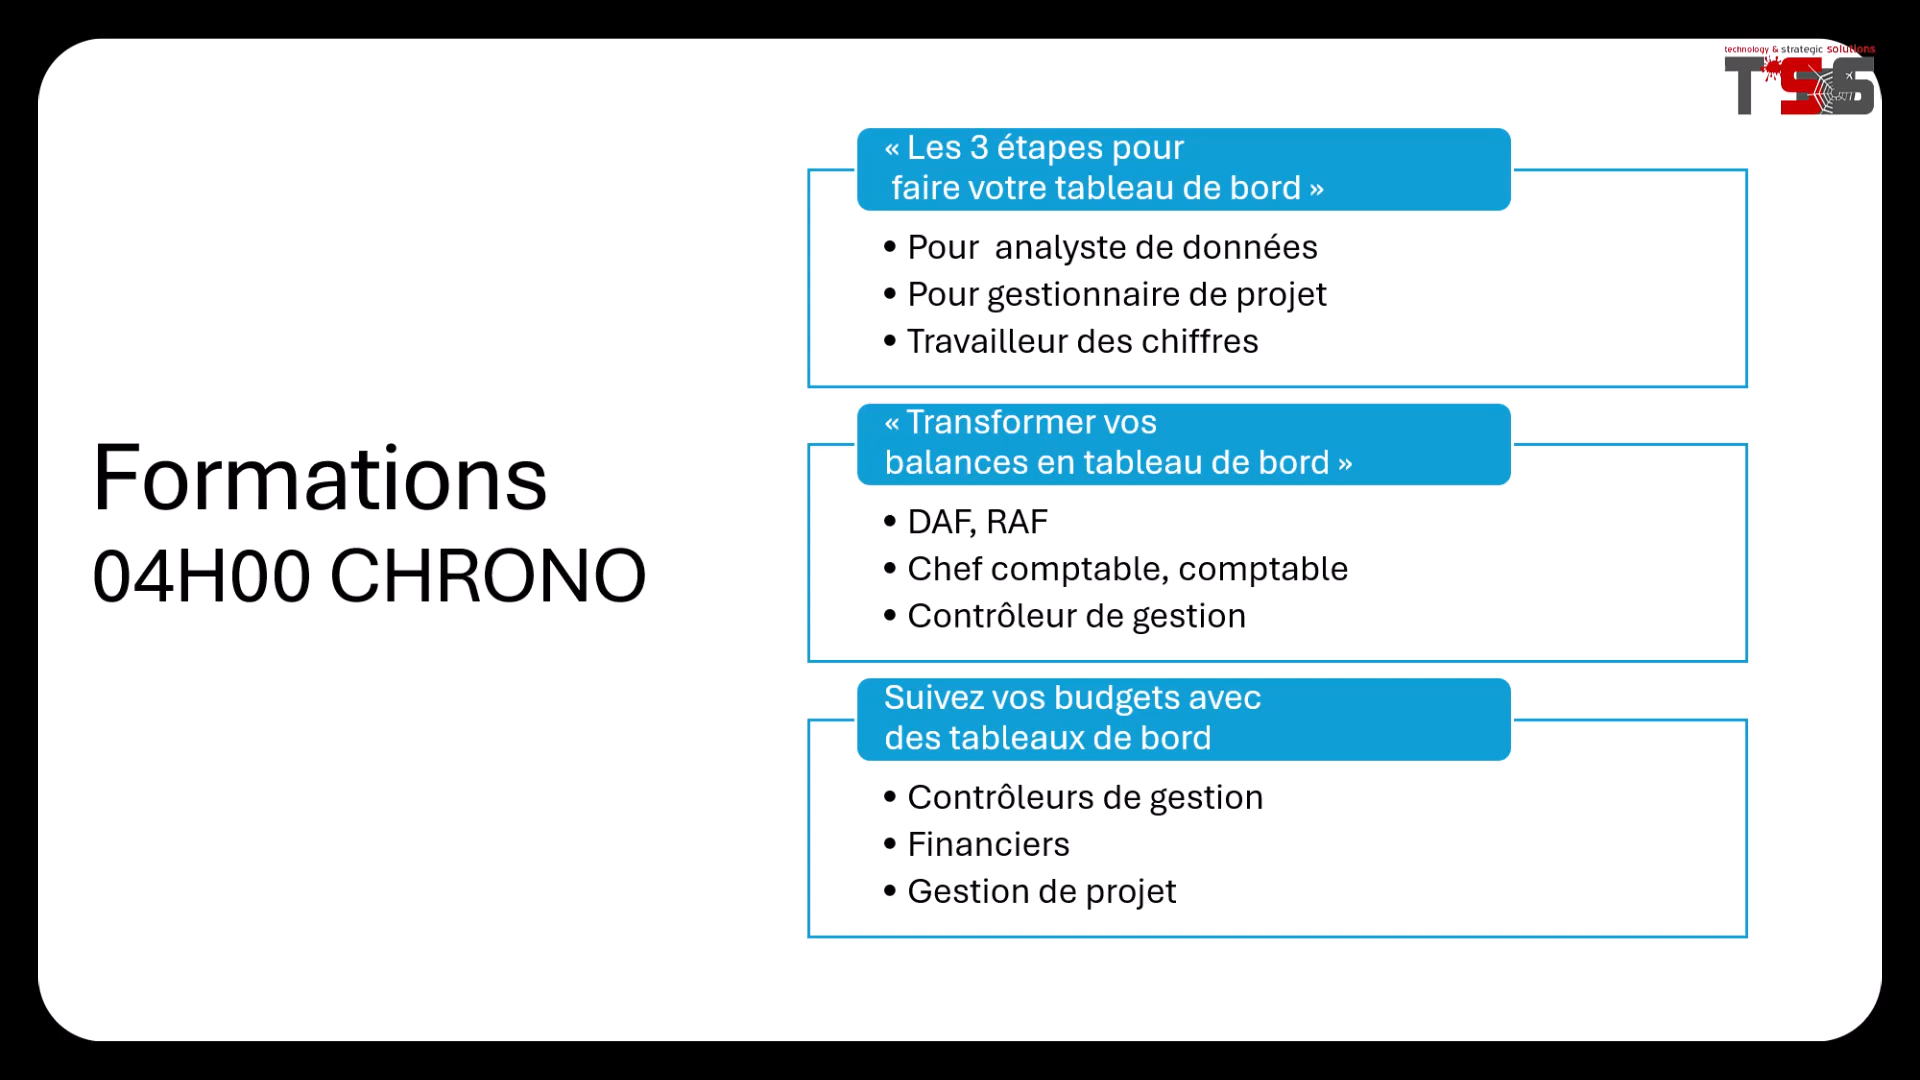 technology & strategic solutions
TSS
Formations
04H00 CHRONO
« Les 3 étapes pour
faire votre tableau de bord »
• Pour  analyste de données
• Pour gestionnaire de projet
• Travailleur des chiffres
« Transformer vos
balances en tableau de bord »
• DAF, RAF
• Chef comptable, comptable
• Contrôleur de gestion
Suivez vos budgets avec
des tableaux de bord
• Contrôleurs de gestion
• Financiers
• Gestion de projet